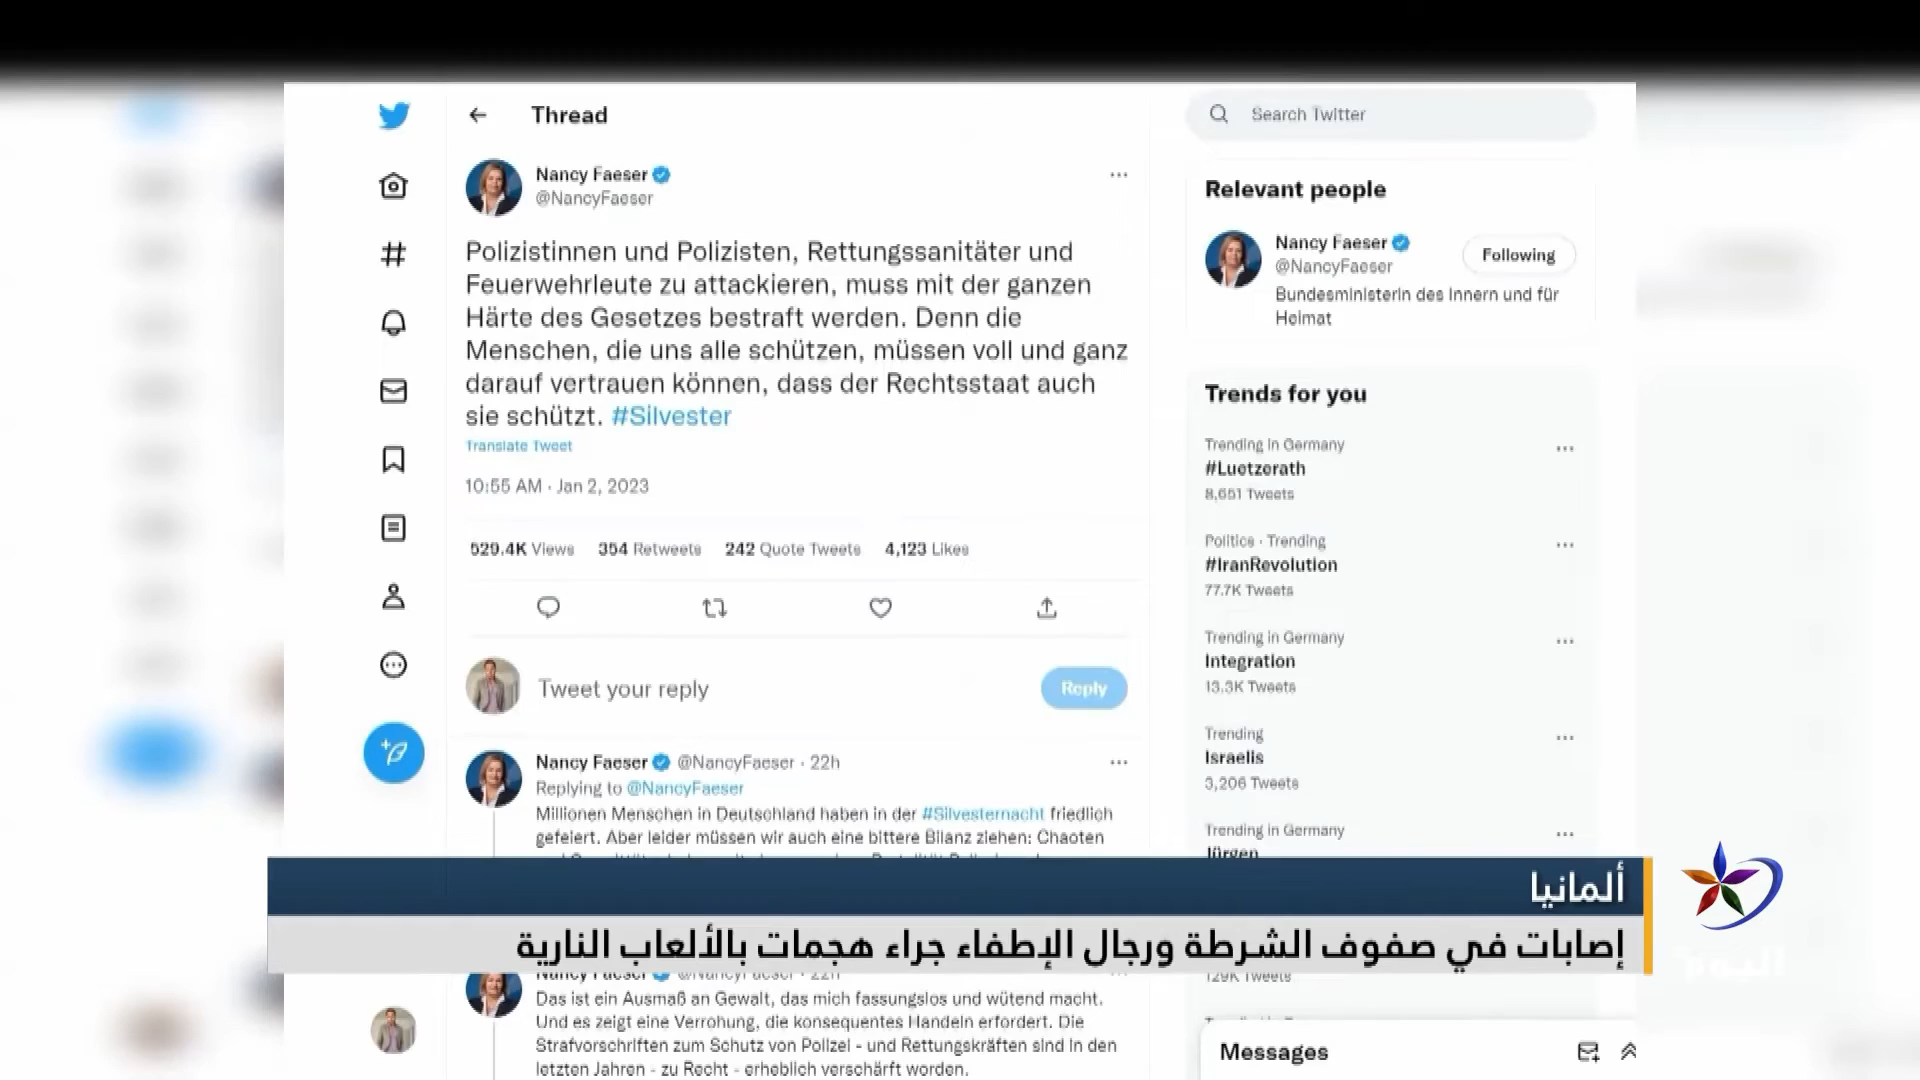 Thread
Nancy Faeser
@NancyFaeser
Polizistinnen und Polizisten, Rettungssanitäter und
Feuerwehrleute zu attackieren, muss mit der ganzen
Härte des Gesetzes bestraft werden. Denn die
Menschen, die uns alle schützen, müssen voll und ganz
darauf vertrauen können, dass der Rechtsstaat auch
sie schützt. #Silvester
Translate Tweet
10:55 AM · Jan 2, 2023
529.4K Views 354 Retweets 242 Quote Tweets 4,123 Likes
Tweet your reply
Reply
Nancy Faeser @NancyFaeser · 22h
Replying to @NancyFaeser
Millionen Menschen in Deutschland haben in der #Silvesternacht friedlich
gefeiert. Aber leider müssen wir auch eine bittere Bilanz ziehen: Chaoten
Nancy Faeser @NancyFaeser · 22h
Das ist ein Ausmaß an Gewalt, das mich fassungslos und wütend macht.
Und es zeigt eine Verrohung, die konsequentes Handeln erfordert. Die
Strafvorschriften zum Schutz von Polizei - und Rettungskräften sind in den
letzten Jahren - zu Recht - erheblich verschärft worden.
Search Twitter
Relevant people
Nancy Faeser
@NancyFaeser
Following
Bundesministerin des Innern und für
Heimat
Trends for you
Trending in Germany
#Luetzerath
8,651 Tweets
Politics · Trending
#IranRevolution
77.7K Tweets
Trending in Germany
Integration
13.3K Tweets
Trending
Israelis
3,206 Tweets
Trending in Germany
Jürgen
129K Tweets
Messages
ألمانيا
إصابات في صفوف الشرطة ورجال الإطفاء جراء هجمات بالألعاب النارية
اليوم